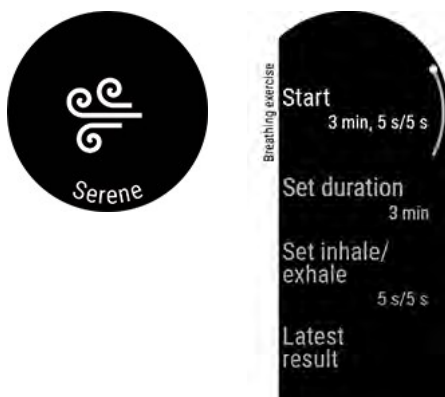 Serene
Breathing exercise
Start
3 min, 5 s/5 s
Set duration
3 min
Set inhale/
exhale
5 s/5 s
Latest
result